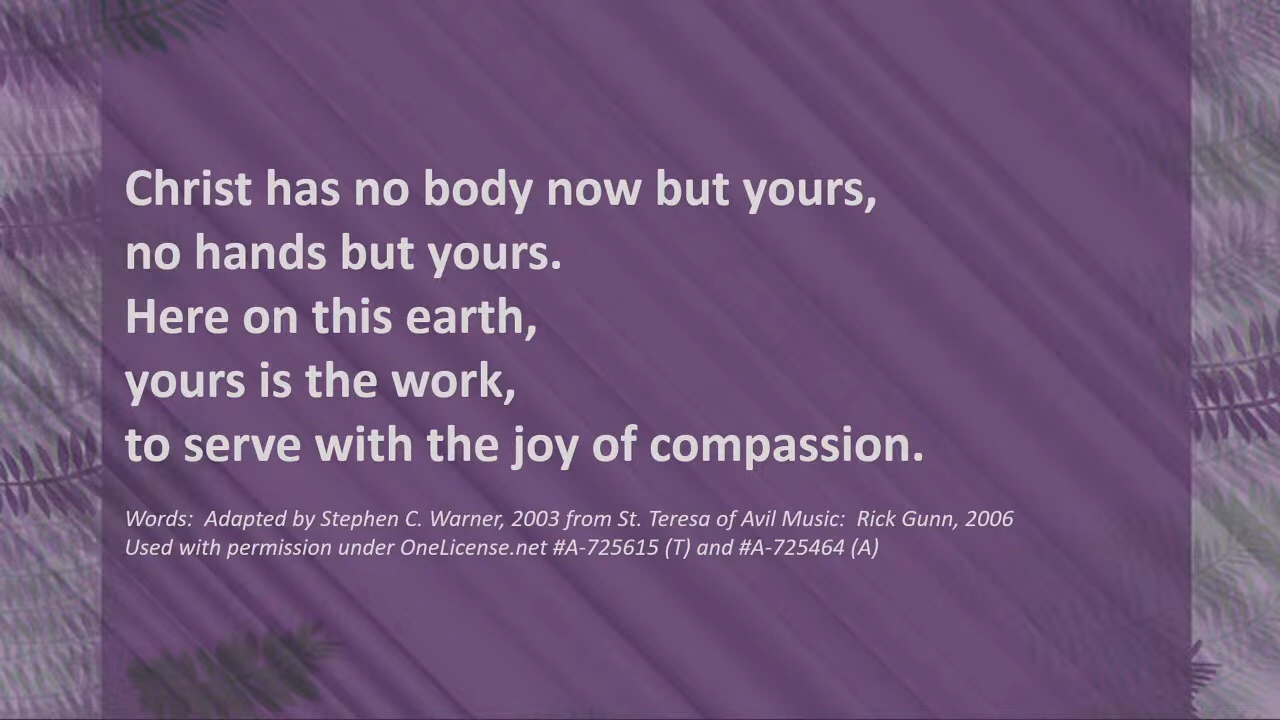 Christ has no body now but yours,
no hands but yours.
Here on this earth,
yours is the work,
to serve with the joy of compassion.
Words:  Adapted by Stephen C. Warner, 2003 from St. Teresa of Avil Music:  Rick Gunn, 2006
Used with permission under OneLicense.net #A-725615 (T) and #A-725464 (A)